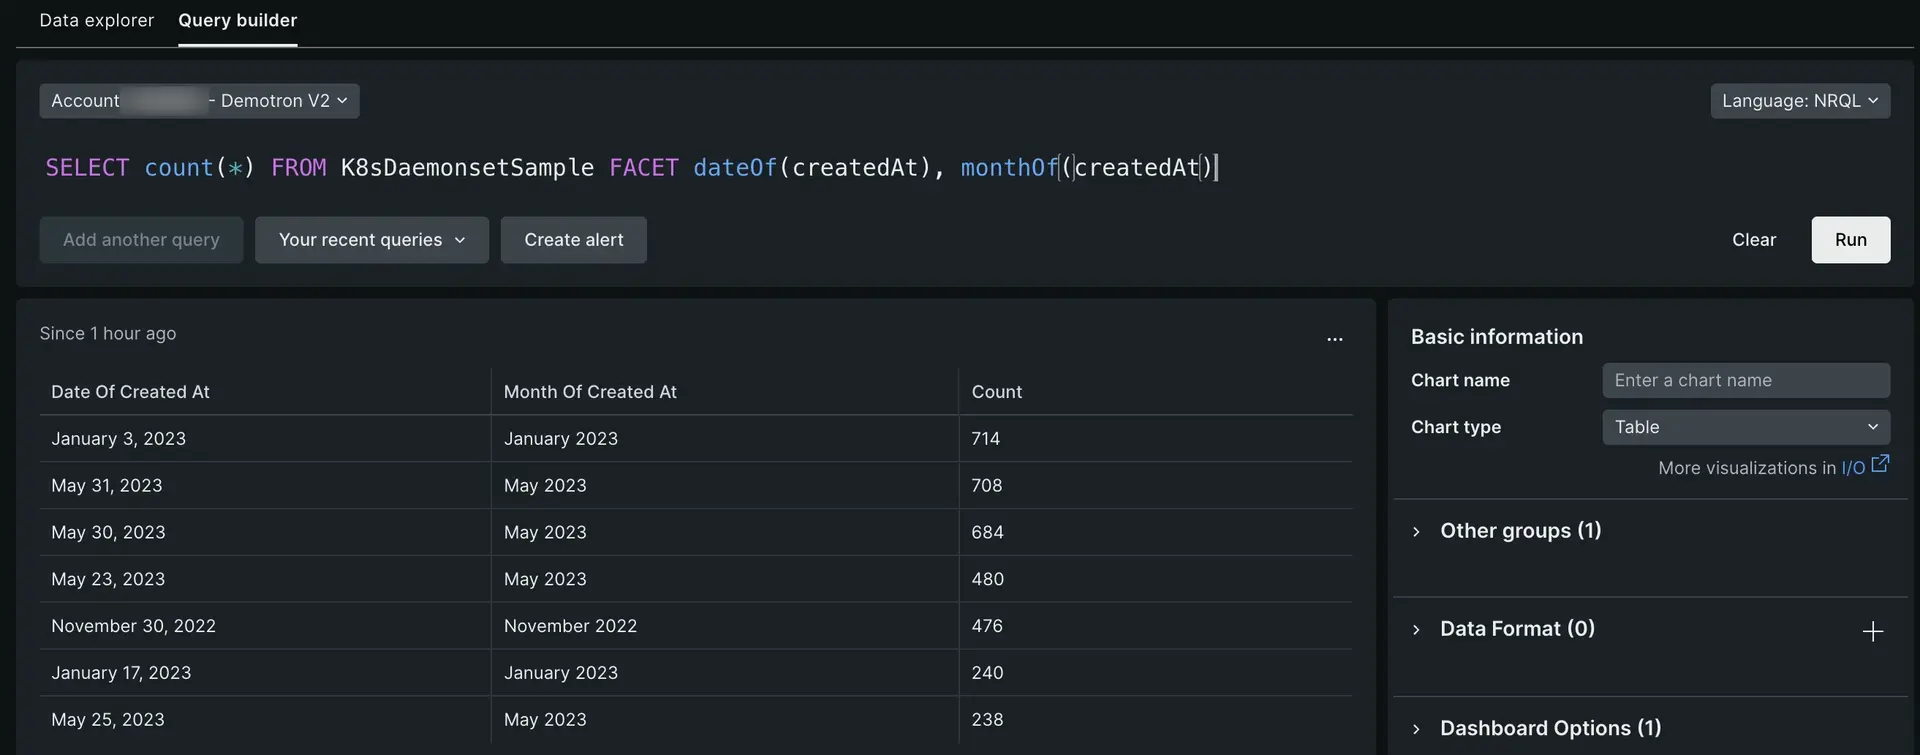 Data explorer Query builder
Account - Demotron V2 Language: NRQL
SELECT count(*) FROM K8sDaemonsetSample FACET dateOf(createdAt), monthOf(createdAt)
Add another query Your recent queries Create alert Clear Run
Since 1 hour ago ...
Date Of Created At Month Of Created At Count
January 3, 2023 January 2023 714
May 31, 2023 May 2023 708
May 30, 2023 May 2023 684
May 23, 2023 May 2023 480
November 30, 2022 November 2022 476
January 17, 2023 January 2023 240
May 25, 2023 May 2023 238
Basic information
Chart name Enter a chart name
Chart type Table
More visualizations in I/O
Other groups (1)
Data Format (0)
Dashboard Options (1)